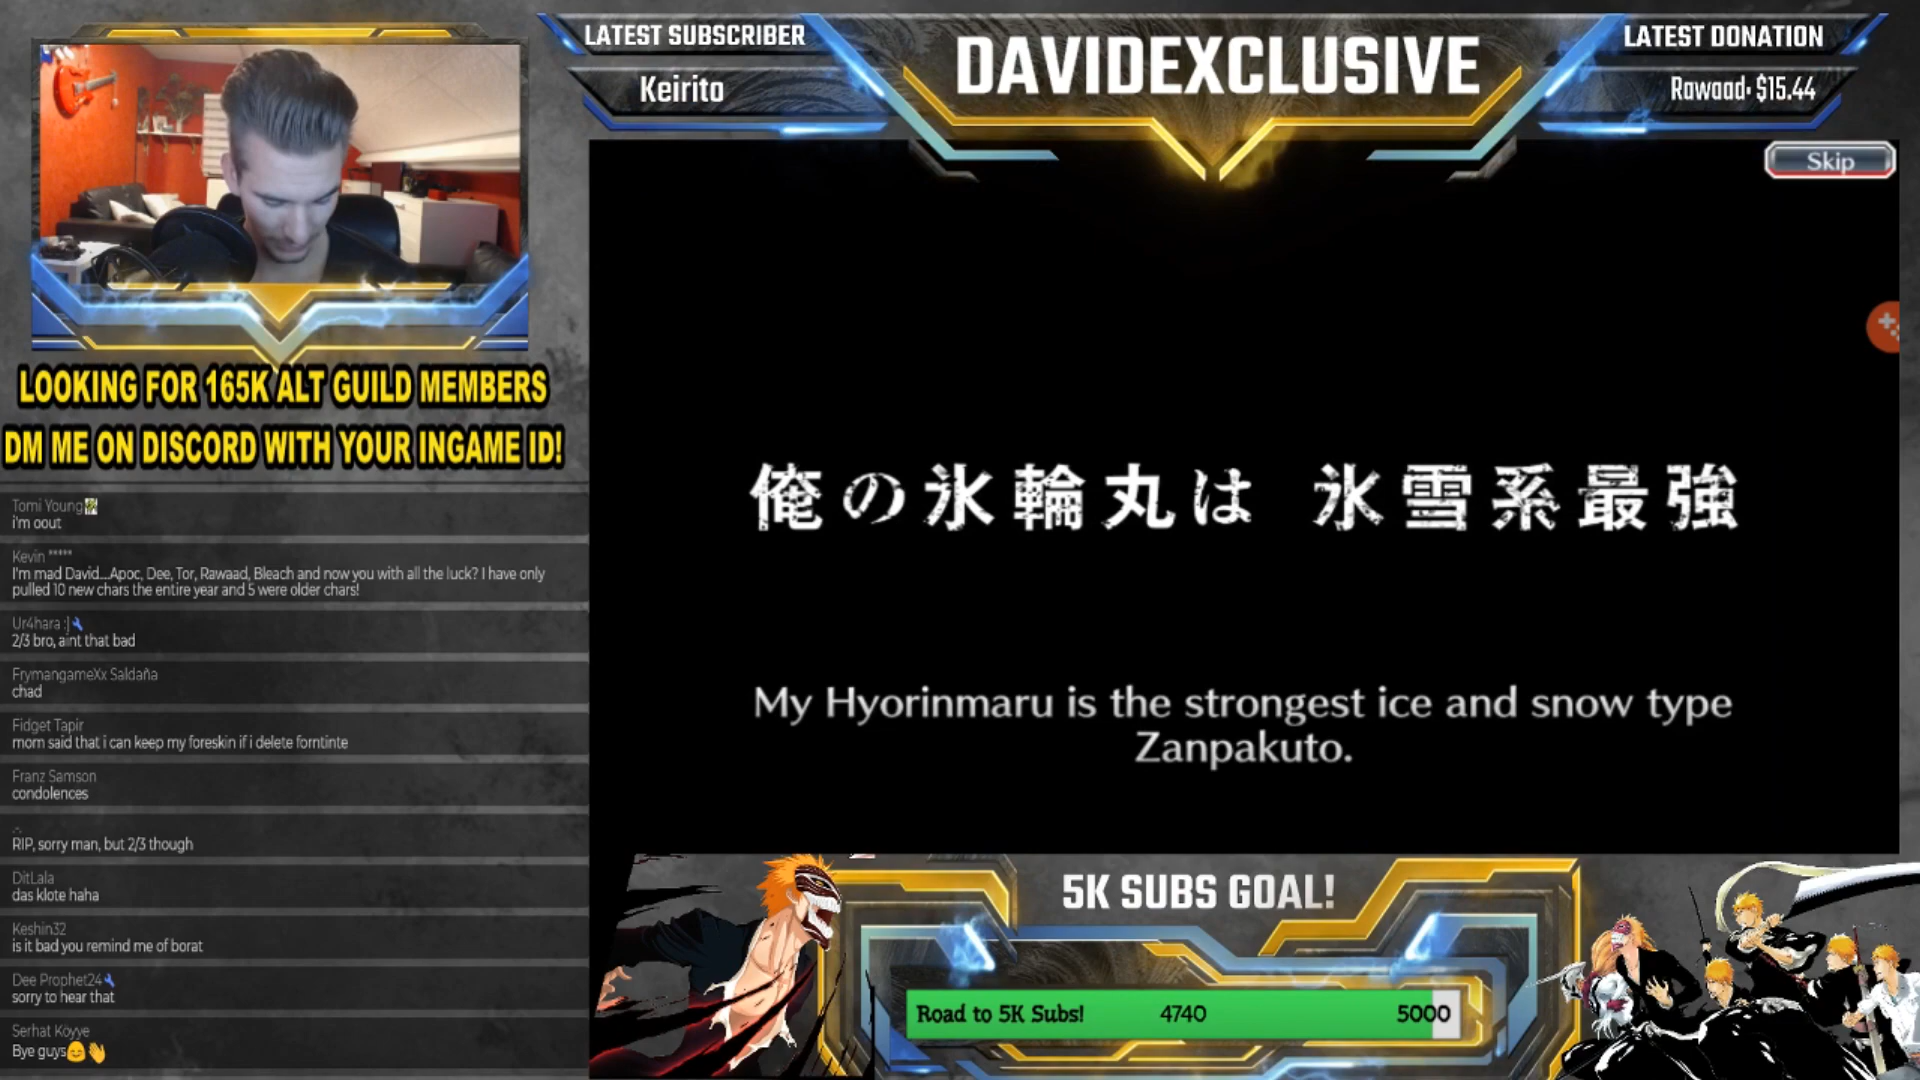 LATEST SUBSCRIBER
Keirito
DAVIDEXCLUSIVE
LATEST DONATION
Rawaad• $15.44
Skip
LOOKING FOR 165K ALT GUILD MEMBERS
DM ME ON DISCORD WITH YOUR INGAME ID!
Tomi Young
i'm oout
Kevin *****
I'm mad David....Apoc, Dee, Tor, Rawaad, Bleach and now you with all the luck? I have only
pulled 10 new chars the entire year and 5 were older chars!
Ur4hara :]
2/3 bro, aint that bad
FrymangameXx Saldaña
chad
Fidget Tapir
mom said that i can keep my foreskin if i delete forntinte
Franz Samson
condolences
RIP, sorry man, but 2/3 though
DitLala
das klote haha
Keshin32
is it bad you remind me of borat
Dee Prophet24
sorry to hear that
Serhat Köyye
Bye guys😊👋
俺の氷輪丸は 氷雪系最強
My Hyorinmaru is the strongest ice and snow type
Zanpakuto.
5K SUBS GOAL!
Road to 5K Subs! 4740 5000